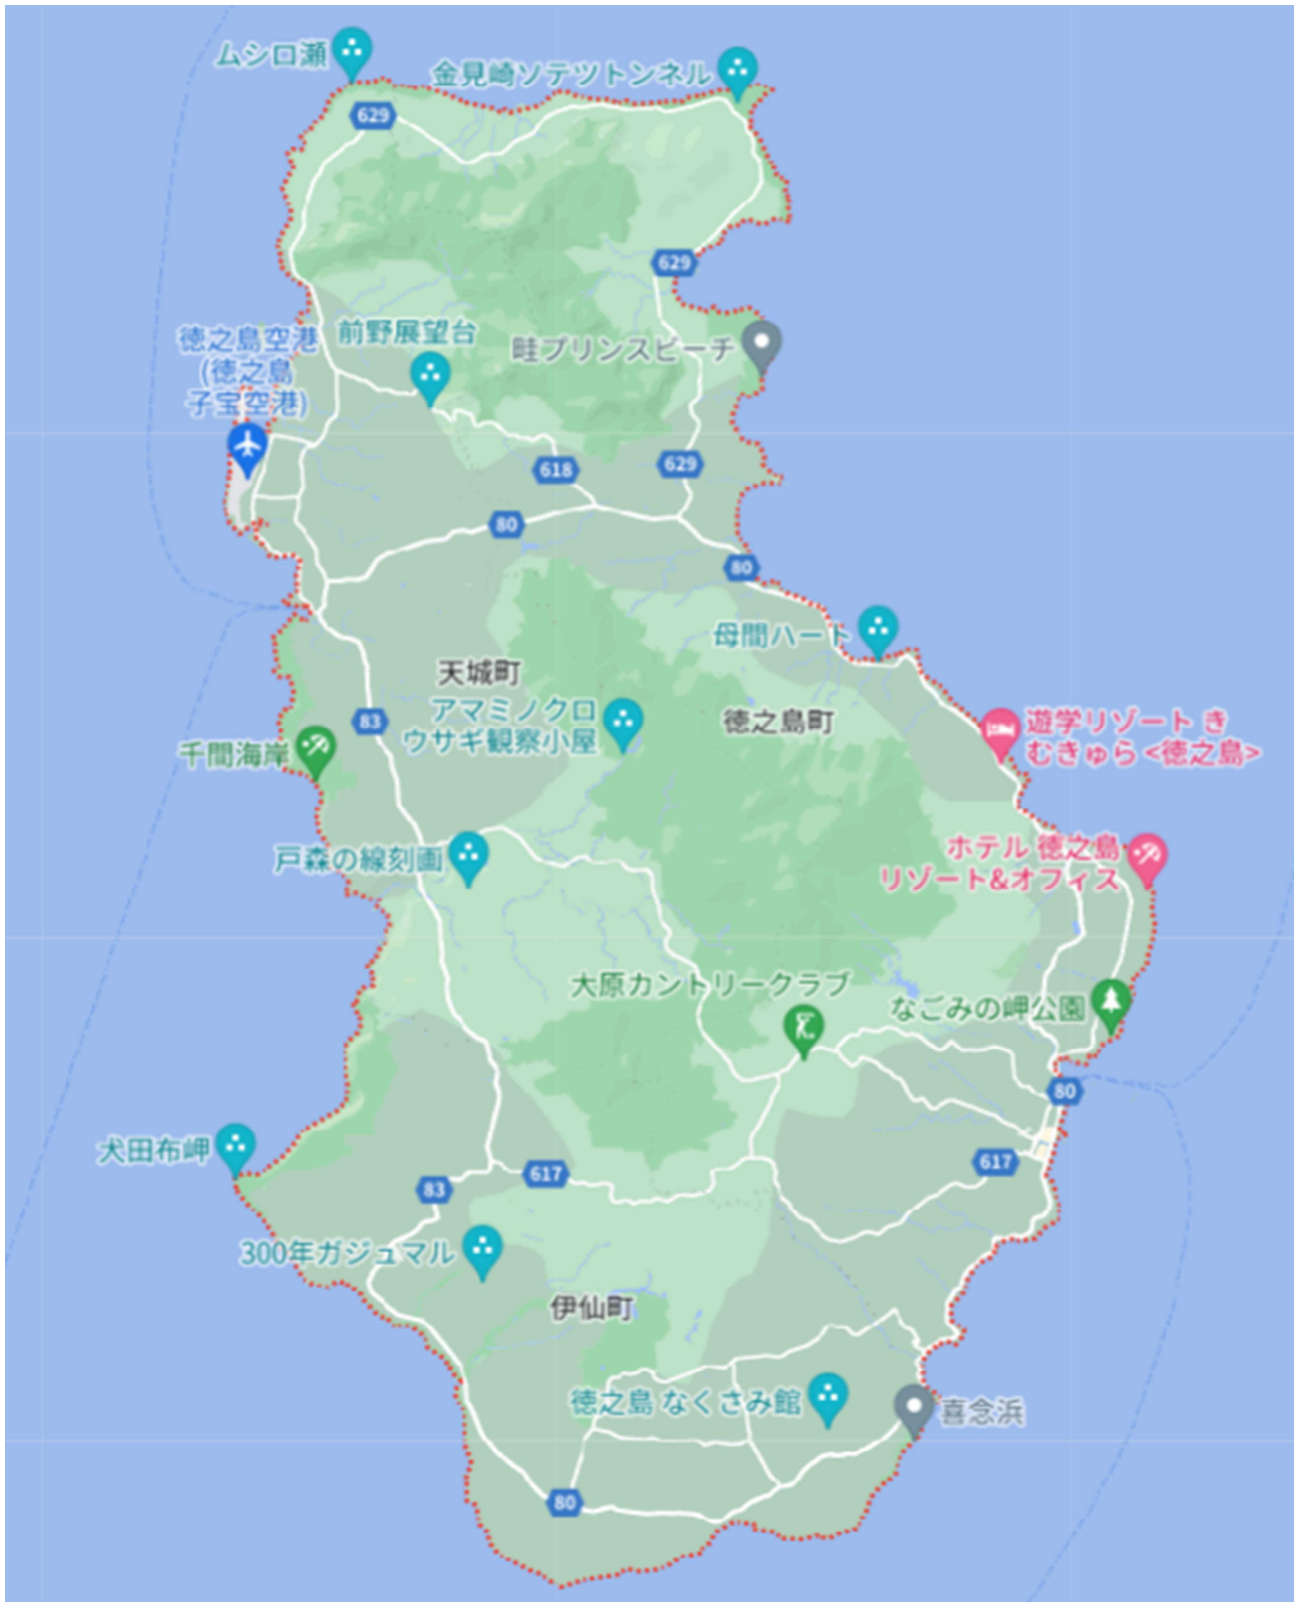 ムシロ瀬
金見崎ソテツトンネル
629
629
徳之島空港
(徳之島
子宝空港)
前野展望台
畦プリンスビーチ
618
629
80
80
母間ハート
天城町
アマミノクロ
ウサギ観察小屋
徳之島町
83
千間海岸
遊学リゾート き
むきゅら <徳之島>
戸森の線刻画
ホテル 徳之島
リゾート&オフィス
大原カントリークラブ
なごみの岬公園
80
犬田布岬
617
617
83
300年ガジュマル
伊仙町
徳之島 なくさみ館
喜念浜
80